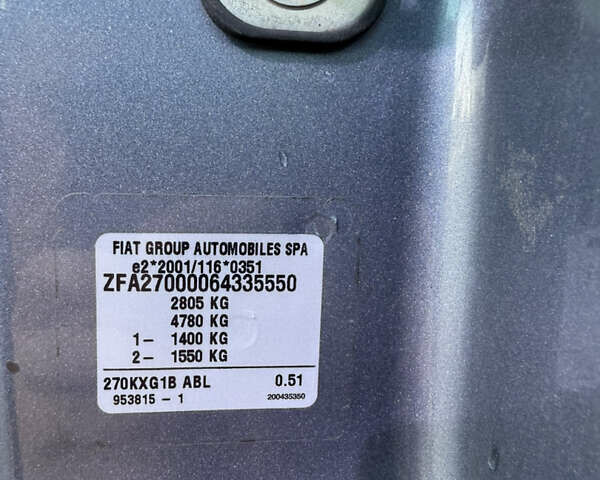 FIAT GROUP AUTOMOBILES SPA
e2*2001/116*0351
ZFA27000064335550
2805 KG
4780 KG
1- 1400 KG
2- 1550 KG
270KXG1B ABL 0.51
953815 - 1 200435350